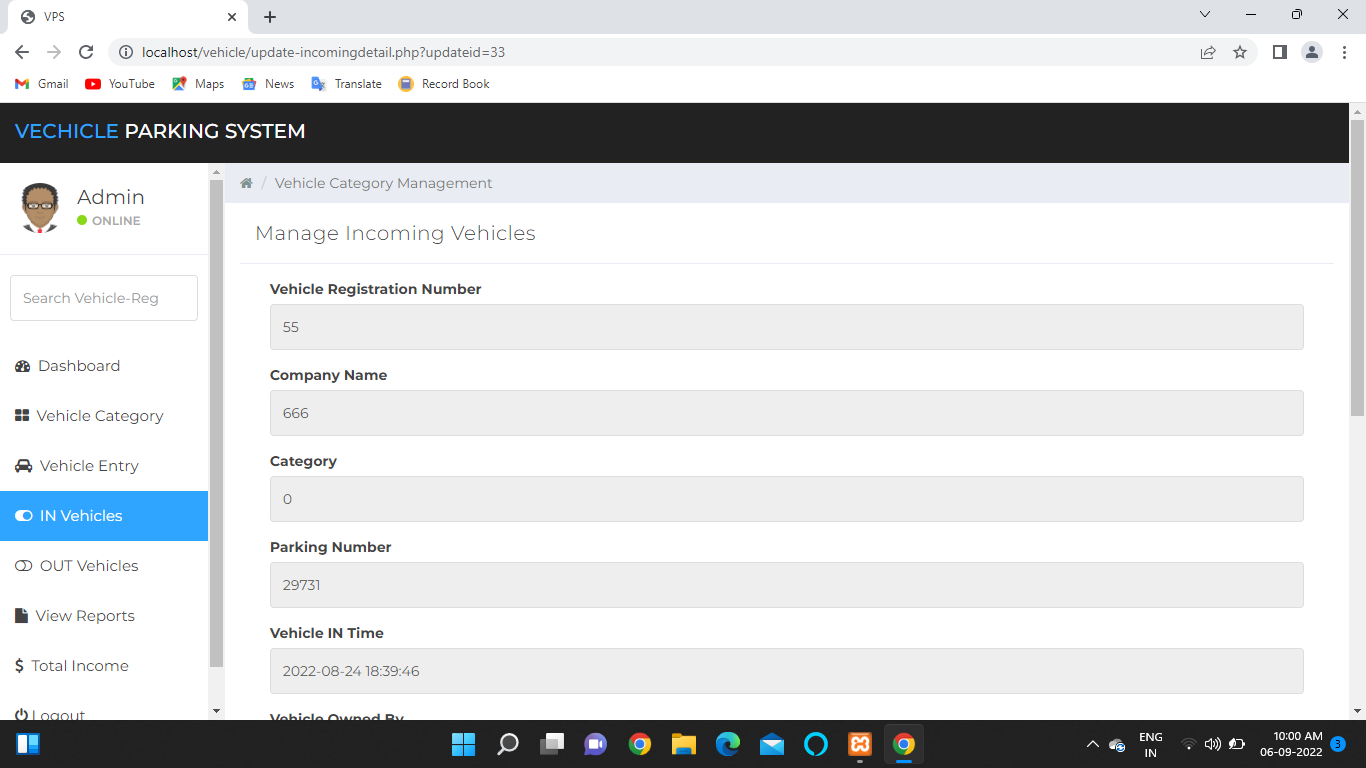 VPS
localhost/vehicle/update-incomingdetail.php?updateid=33
Gmail YouTube Maps News Translate Record Book
VECHICLE PARKING SYSTEM
Admin
ONLINE
Search Vehicle-Reg
Dashboard
Vehicle Category
Vehicle Entry
IN Vehicles
OUT Vehicles
View Reports
$ Total Income
Logout
/ Vehicle Category Management
Manage Incoming Vehicles
Vehicle Registration Number
55
Company Name
666
Category
0
Parking Number
29731
Vehicle IN Time
2022-08-24 18:39:46
Vehicle Owned By
ENG
IN
10:00 AM
06-09-2022
3